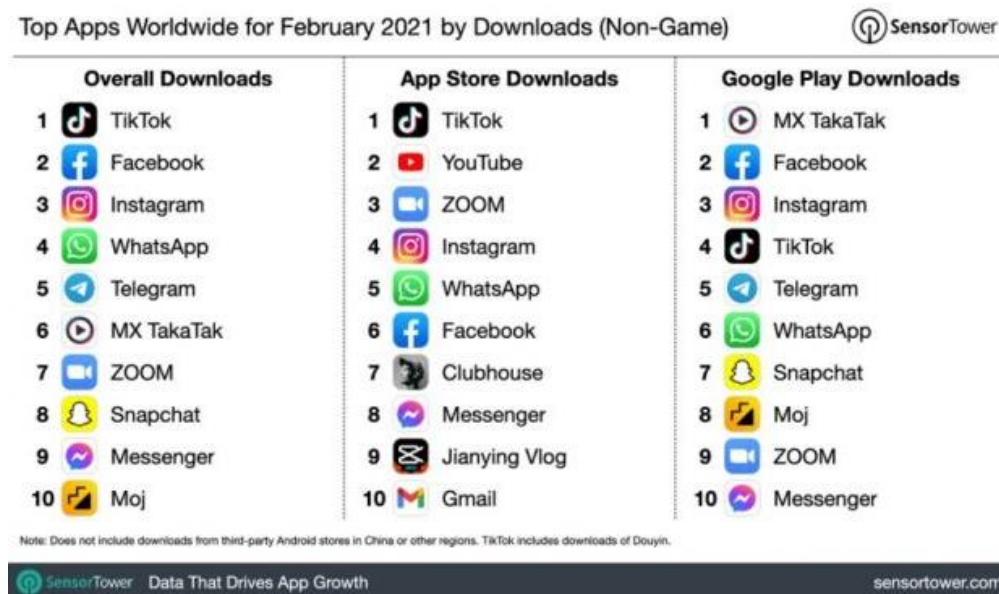 Top Apps Worldwide for February 2021 by Downloads (Non-Game)
SensorTower
Overall Downloads
1 TikTok
2 Facebook
3 Instagram
4 WhatsApp
5 Telegram
6 MX TakaTak
7 ZOOM
8 Snapchat
9 Messenger
10 Moj
App Store Downloads
1 TikTok
2 YouTube
3 ZOOM
4 Instagram
5 WhatsApp
6 Facebook
7 Clubhouse
8 Messenger
9 Jianying Vlog
10 Gmail
Google Play Downloads
1 MX TakaTak
2 Facebook
3 Instagram
4 TikTok
5 Telegram
6 WhatsApp
7 Snapchat
8 Moj
9 ZOOM
10 Messenger
Note: Does not include downloads from third-party Android stores in China or other regions. TikTok includes downloads of Douyin.
SensorTower Data That Drives App Growth
sensortower.com